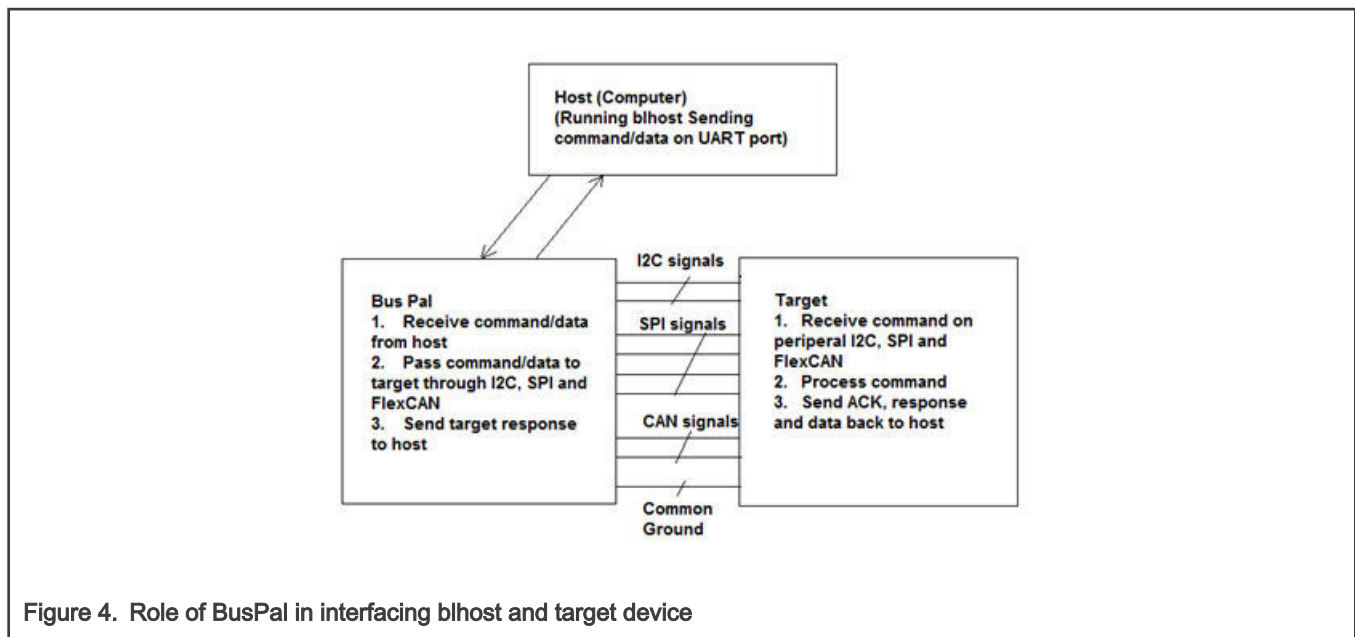 Host (Computer)
(Running blhost Sending
command/data on UART port)
I2C signals
Bus Pal
1. Receive command/data
from host
2. Pass command/data to
target through I2C, SPI and
FlexCAN
3. Send target response
to host
SPI signals
CAN signals
Common
Ground
Target
1. Receive command on
periperal I2C, SPI and
FlexCAN
2. Process command
3. Send ACK, response
and data back to host
Figure 4. Role of BusPal in interfacing blhost and target device